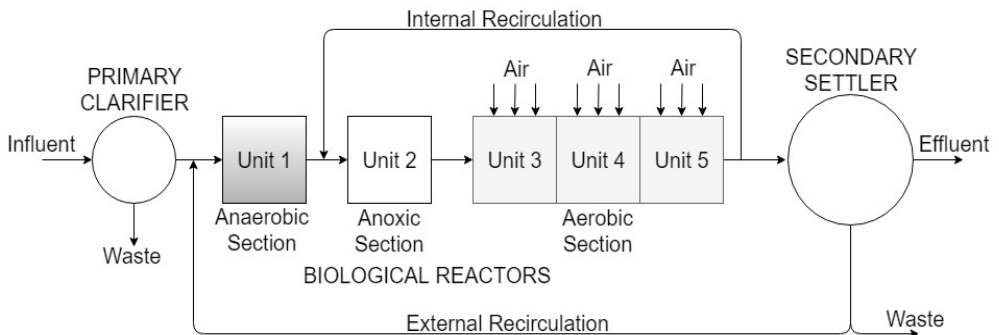 Internal Recirculation
PRIMARY
CLARIFIER
SECONDARY
SETTLER
Air
Air
Air
Influent
Unit 1
Unit 2
Unit 3
Unit 4
Unit 5
Effluent
Anaerobic
Section
Anoxic
Section
Aerobic
Section
Waste
BIOLOGICAL REACTORS
External Recirculation
Waste